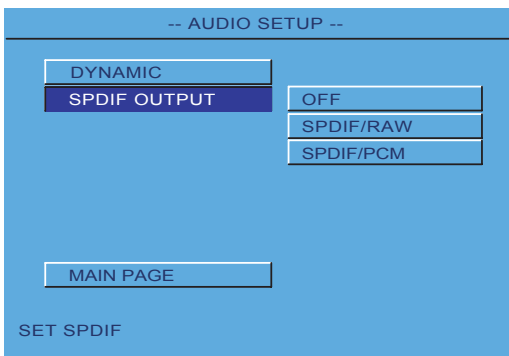 -- AUDIO SETUP --
DYNAMIC
SPDIF OUTPUT
OFF
SPDIF/RAW
SPDIF/PCM
MAIN PAGE
SET SPDIF